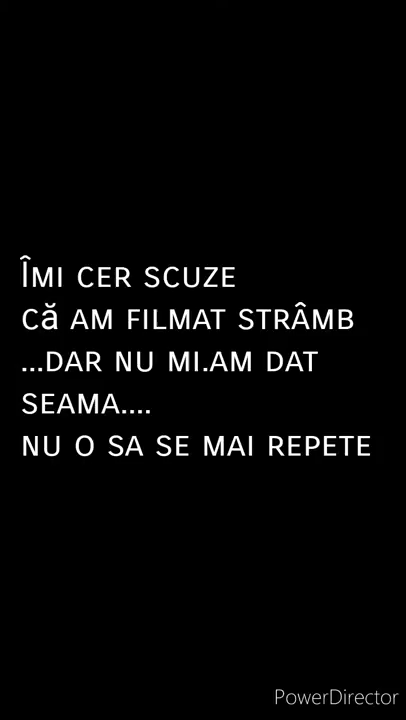 Îmi cer scuze
că am filmat strâmb
...dar nu mi.am dat
seama....
nu o sa se mai repete
PowerDirector